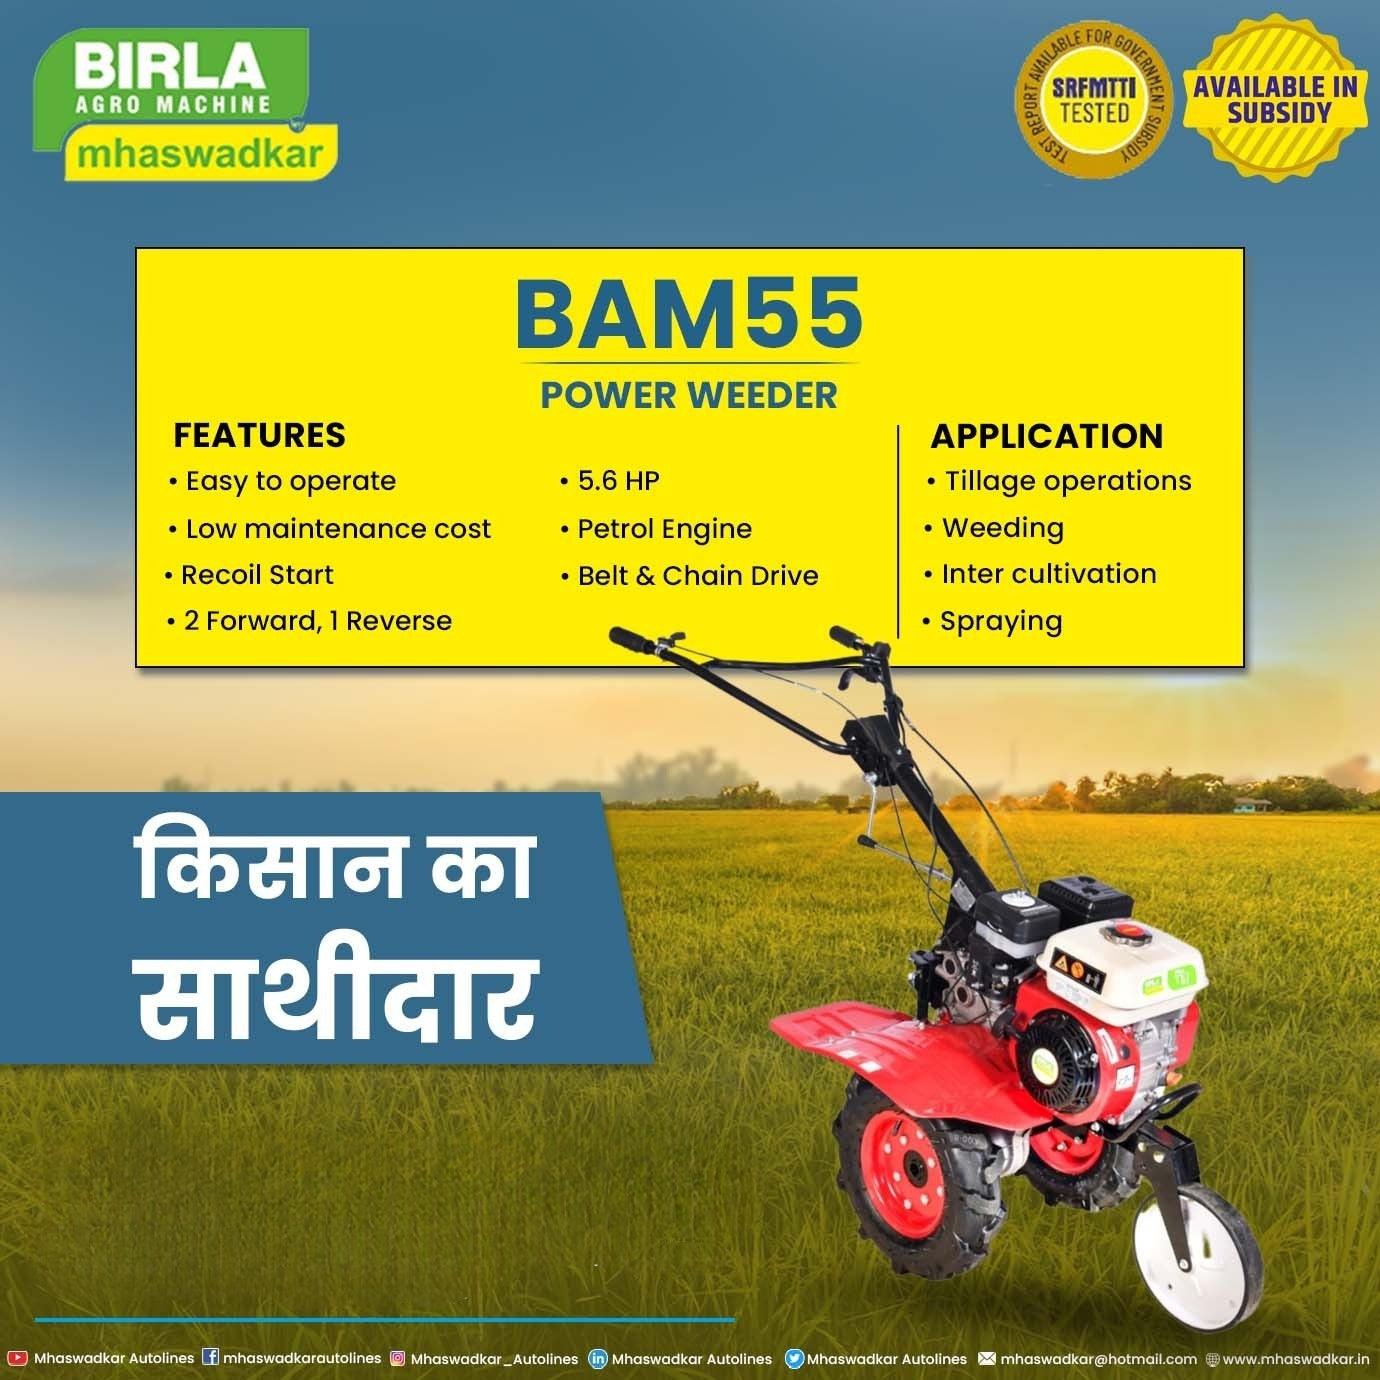 BIRLA
AGRO MACHINE
mhaswadkar
TEST REPORT AVAILABLE FOR GOVERNMENT SUBSIDY
SRFMTTI
TESTED
AVAILABLE IN
SUBSIDY
BAM55
POWER WEEDER
FEATURES
• Easy to operate
• Low maintenance cost
• Recoil Start
• 2 Forward, 1 Reverse
• 5.6 HP
• Petrol Engine
• Belt & Chain Drive
APPLICATION
• Tillage operations
• Weeding
• Inter cultivation
• Spraying
किसान का
साथीदार
BIRLA
Mhaswadkar Autolines mhaswadkarautolines Mhaswadkar_Autolines Mhaswadkar Autolines Mhaswadkar Autolines mhaswadkar@hotmail.com www.mhaswadkar.in